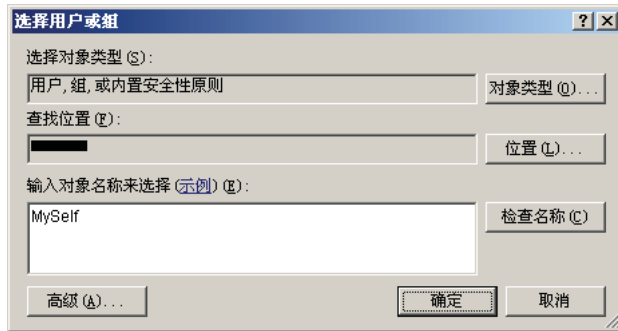 选择用户或组
选择对象类型(S):
用户,组,或内置安全性原则
对象类型(O)...
查找位置(F):
位置(L)...
输入对象名称来选择(示例)(E):
MySelf
检查名称(C)
高级(A)...
确定
取消